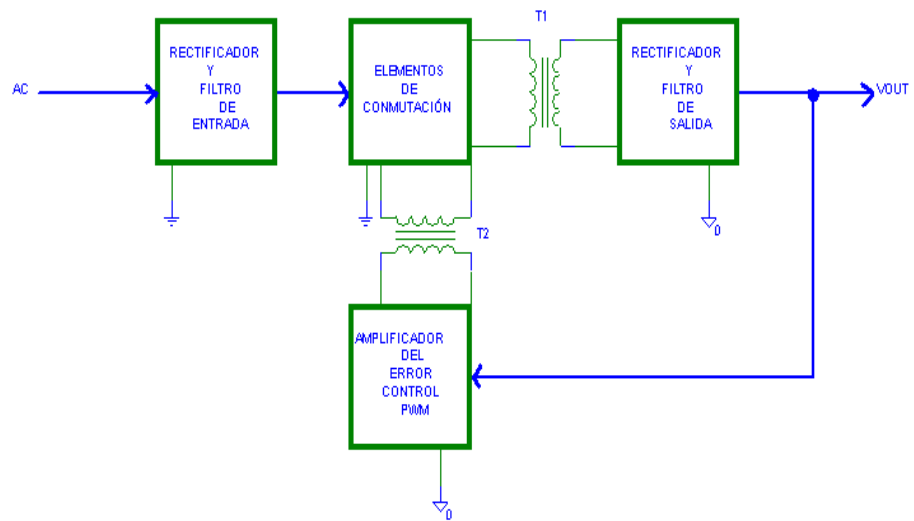 T1
RECTIFICADOR
Y
FILTRO
DE
ENTRADA
ELEMENTOS
DE
CONMUTACIÓN
RECTIFICADOR
Y
FILTRO
DE
SALIDA
AC
VOUT
0
T2
AMPLIFICADOR
DEL
ERROR
CONTROL
PWM
0